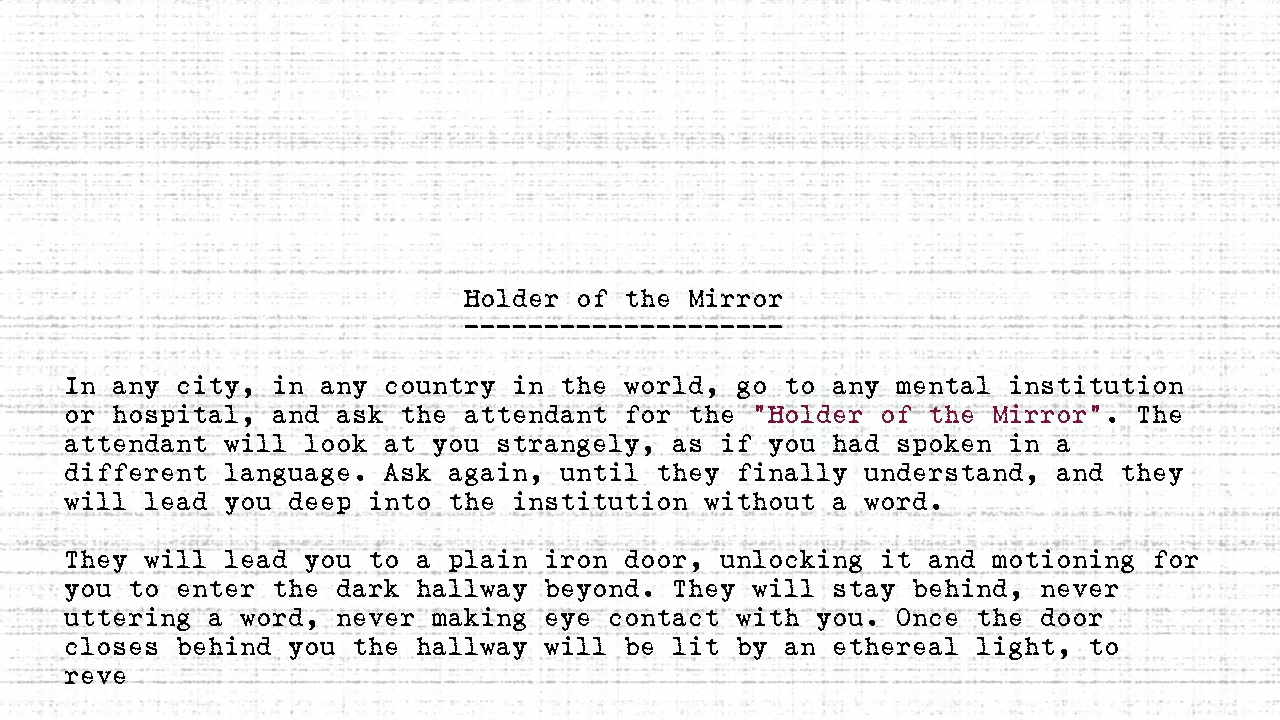 Holder of the Mirror
--------------------
In any city, in any country in the world, go to any mental institution
or hospital, and ask the attendant for the "Holder of the Mirror". The
attendant will look at you strangely, as if you had spoken in a
different language. Ask again, until they finally understand, and they
will lead you deep into the institution without a word.
They will lead you to a plain iron door, unlocking it and motioning for
you to enter the dark hallway beyond. They will stay behind, never
uttering a word, never making eye contact with you. Once the door
closes behind you the hallway will be lit by an ethereal light, to
reve